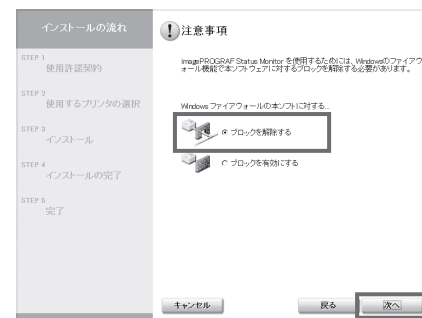 インストールの流れ
STEP 1
使用許諾契約
STEP 2
使用するプリンタの選択
STEP 3
インストール
STEP 4
インストールの完了
STEP 5
完了
注意事項
imagePROGRAF Status Monitor を使用するためには、Windowsのファイアウ
ォール機能で本ソフトウェアに対するブロックを解除する必要があります。
Windows ファイアウォールの本ソフトに対する...
ブロックを解除する
ブロックを有効にする
キャンセル
戻る
次へ